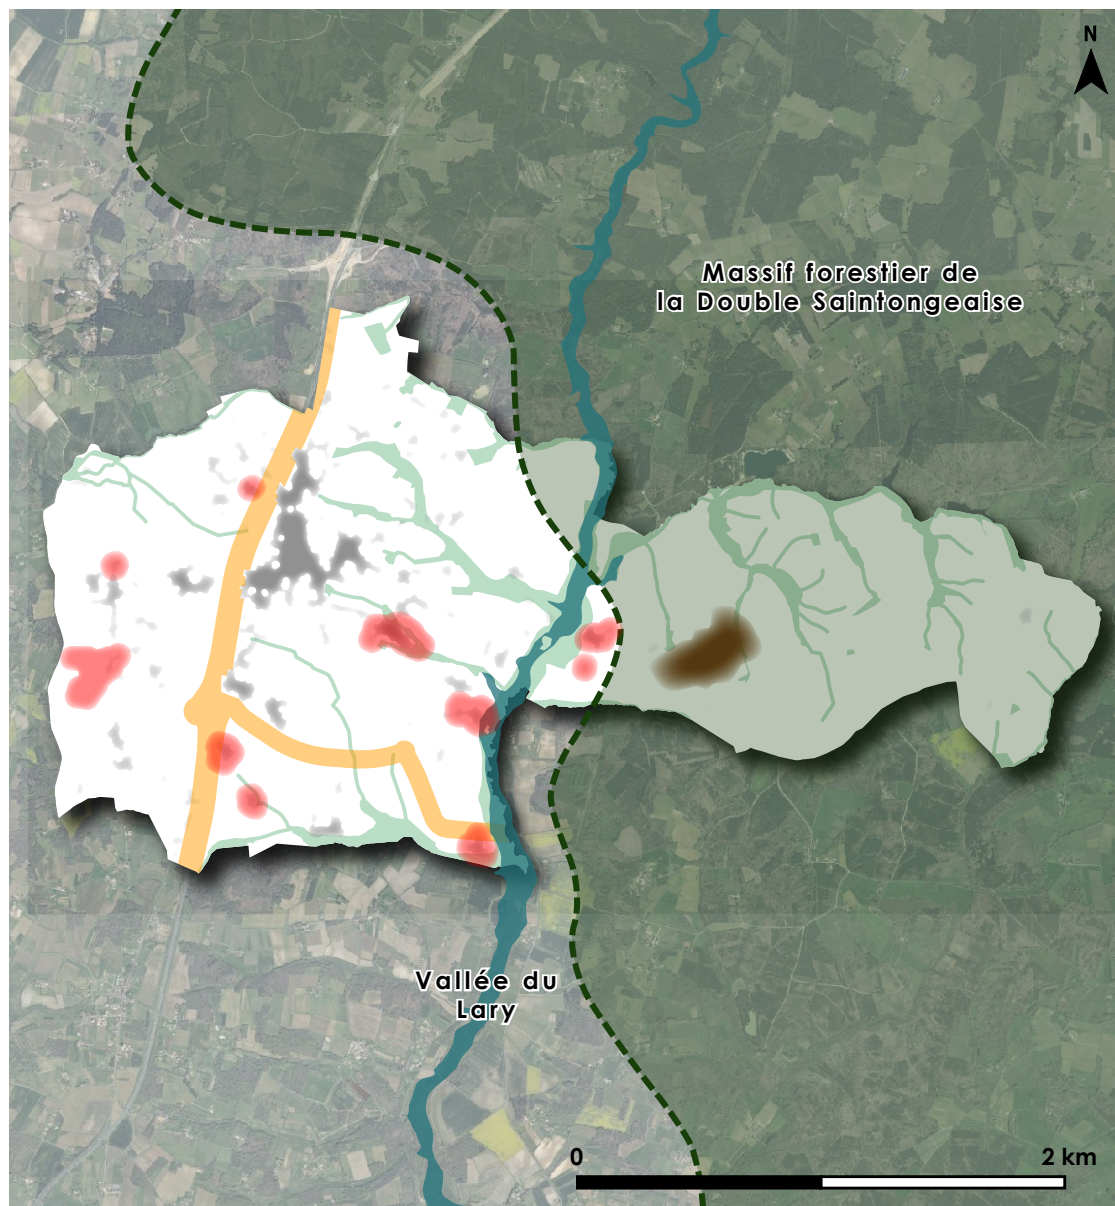 N
Massif forestier de
la Double Saintongeaise
Vallée du
Lary
0 2 km